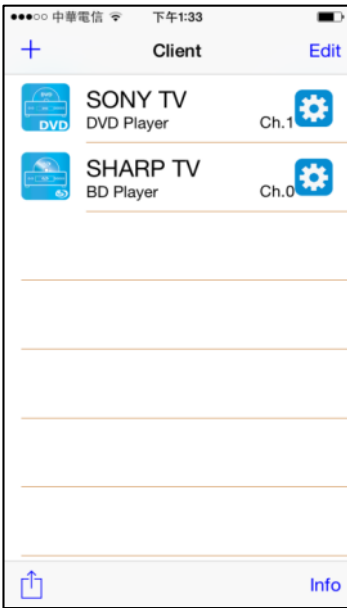 中華電信 下午1:33
+ Client Edit
DVD SONY TV
DVD Player Ch.1
SHARP TV
BD Player Ch.0
Info